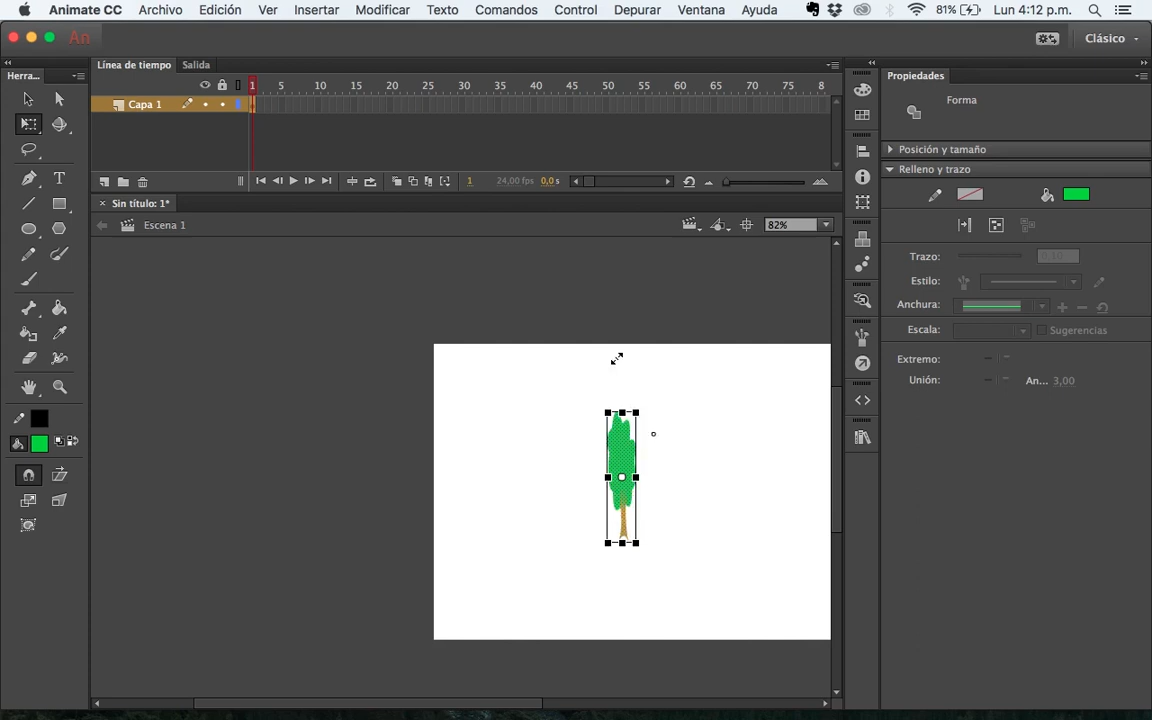 Animate CC Archivo Edición Ver Insertar Modificar Texto Comandos Control Depurar Ventana Ayuda 81% Lun 4:12 p.m.
An Clásico
Línea de tiempo Salida
Herra... Propiedades
1 5 10 15 20 25 30 35 40 45 50 55 60 65 70 75 8
Forma
Capa 1
Posición y tamaño
Relleno y trazo
1 24,00 fps 0,0 s
Sin título: 1*
Escena 1 82%
Trazo: 0,10
Estilo:
Anchura:
Escala: Sugerencias
Extremo:
Unión: An... 3,00